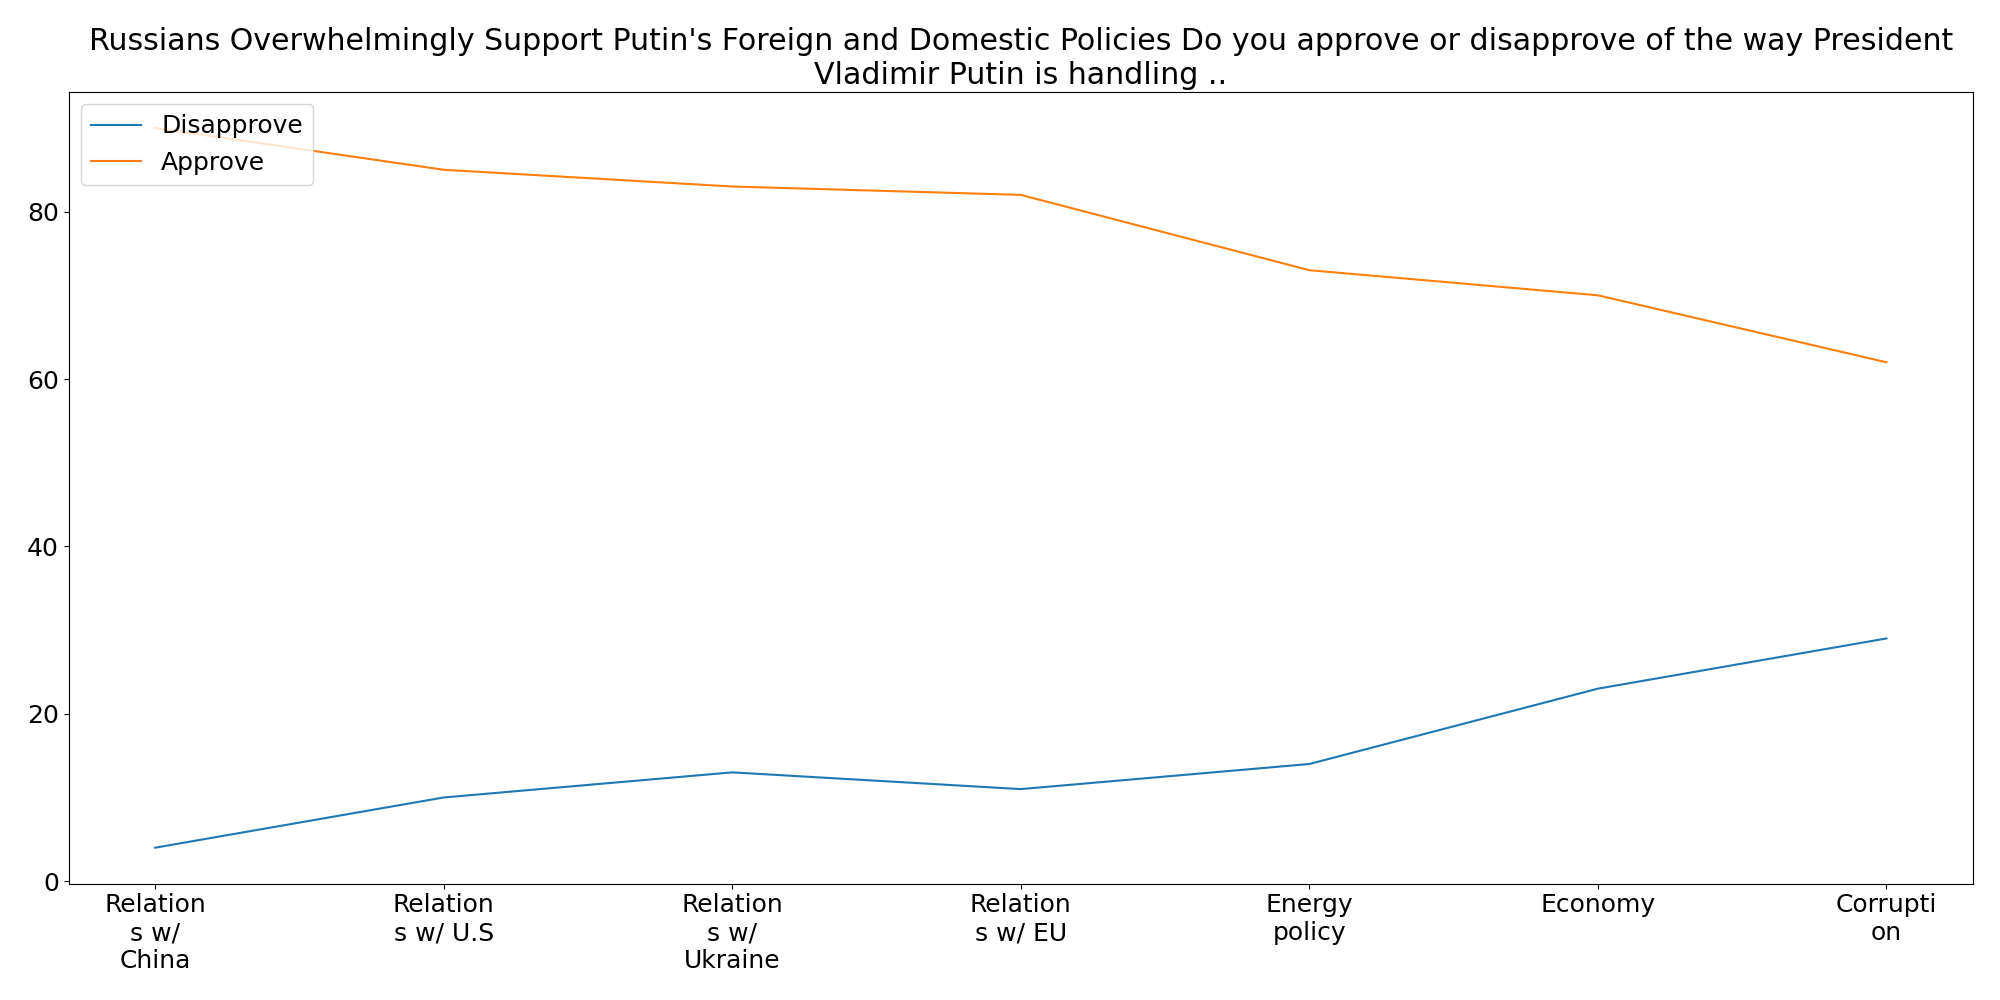 Russians Overwhelmingly Support Putin's Foreign and Domestic Policies Do you approve or disapprove of the way President
Vladimir Putin is handling ..
Disapprove
Approve
80
60
40
20
0
Relation
s w/
China
Relation
s w/ U.S
Relation
s w/
Ukraine
Relation
s w/ EU
Energy
policy
Economy
Corrupti
on